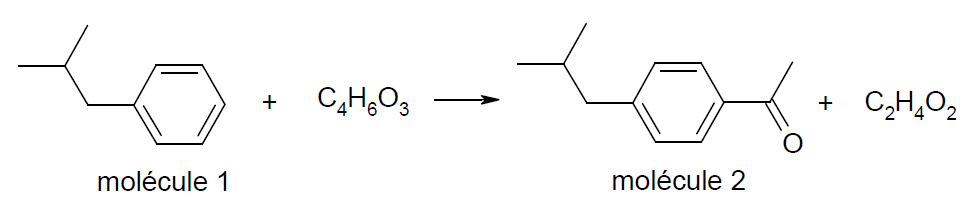 + C₄H₆O₃ + C₂H₄O₂
O
molécule 1 molécule 2